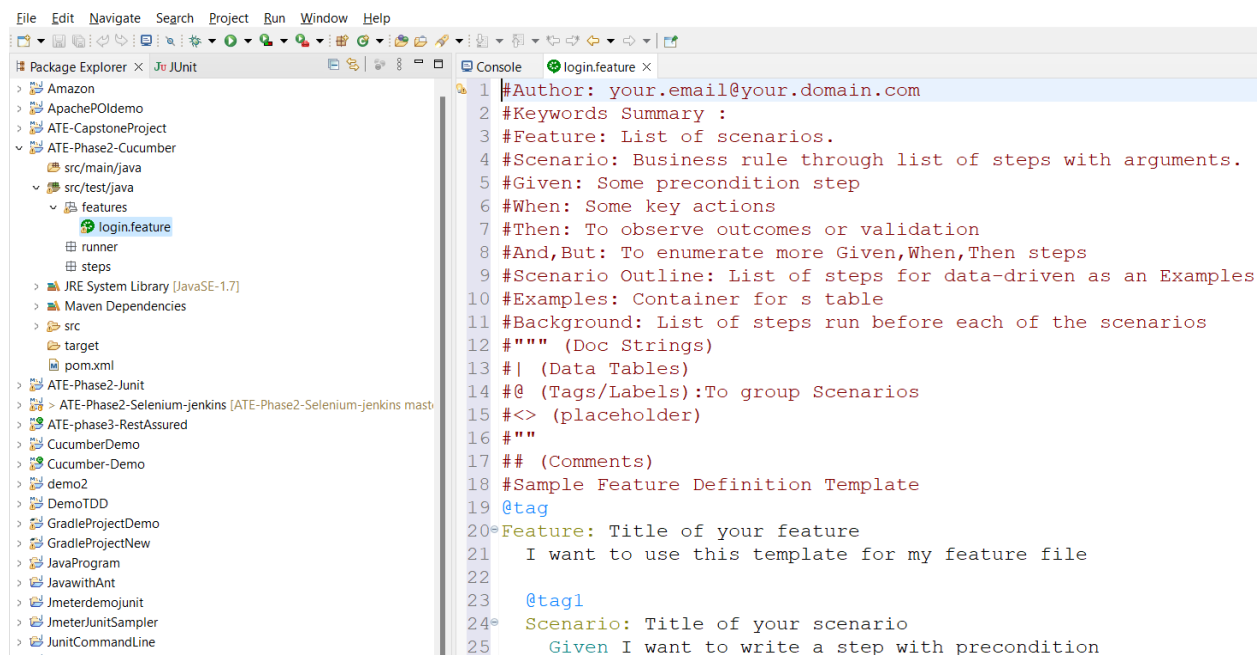 File Edit Navigate Search Project Run Window Help
Package Explorer × Ju JUnit
Amazon
ApachePOIdemo
ATE-CapstoneProject
ATE-Phase2-Cucumber
src/main/java
src/test/java
features
login.feature
runner
steps
JRE System Library [JavaSE-1.7]
Maven Dependencies
src
target
pom.xml
ATE-Phase2-Junit
> ATE-Phase2-Selenium-jenkins [ATE-Phase2-Selenium-jenkins
ATE-phase3-RestAssured
CucumberDemo
Cucumber-Demo
demo2
DemoTDD
GradleProjectDemo
GradleProjectNew
JavaProgram
JavawithAnt
Jmeterdemojunit
JmeterJunitSampler
JunitCommandLine
Console login.feature ×
1 #Author: your.email@your.domain.com
2 #Keywords Summary :
3 #Feature: List of scenarios.
4 #Scenario: Business rule through list of steps with arguments.
5 #Given: Some precondition step
6 #When: Some key actions
7 #Then: To observe outcomes or validation
8 #And,But: To enumerate more Given,When,Then steps
9 #Scenario Outline: List of steps for data-driven as an Examples
10 #Examples: Container for s table
11 #Background: List of steps run before each of the scenarios
12 #""" (Doc Strings)
13 #| (Data Tables)
14 #@ (Tags/Labels):To group Scenarios
15 #<> (placeholder)
16 #""
17 ## (Comments)
18 #Sample Feature Definition Template
19 @tag
20 Feature: Title of your feature
21 I want to use this template for my feature file
22
23 @tag1
24 Scenario: Title of your scenario
25 Given I want to write a step with precondition